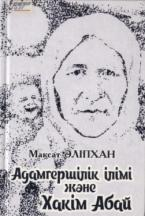 Мақсат ӘЛІПХАН
Адамгершілік ілімі
және
Хакім Абай